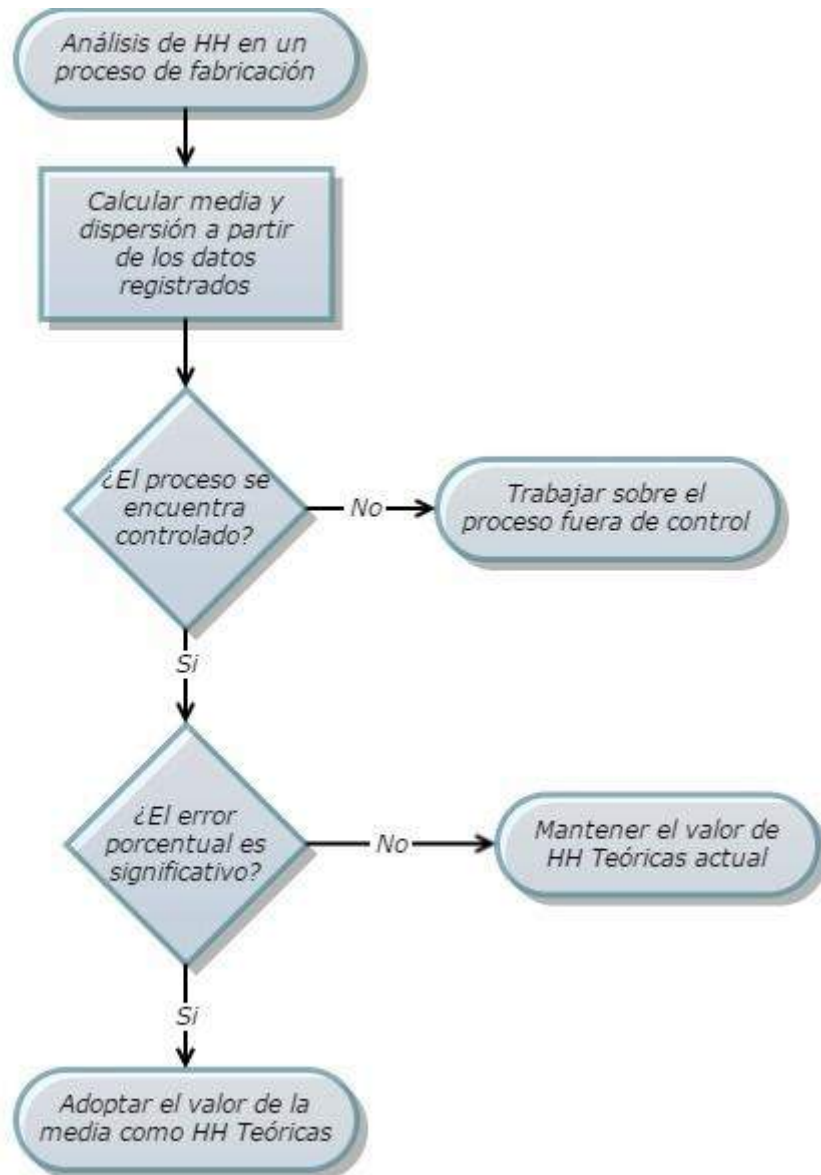 Análisis de HH en un
proceso de fabricación
Calcular media y
dispersión a partir
de los datos
registrados
¿El proceso se
encuentra
controlado?
No
Trabajar sobre el
proceso fuera de control
Si
¿El error
porcentual es
significativo?
No
Mantener el valor de
HH Teóricas actual
Si
Adoptar el valor de la
media como HH Teóricas